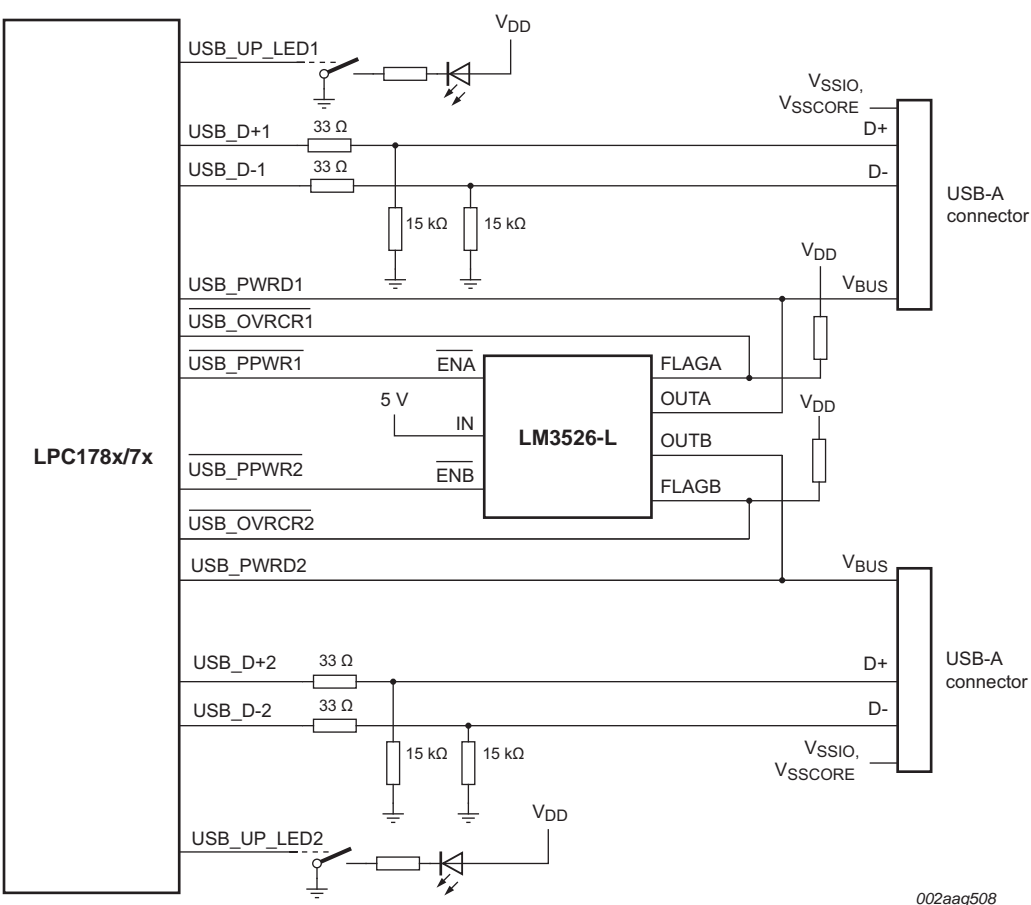 VDD
USB_UP_LED1
VSSIO,
VSSCORE
USB_D+1
33 Ω
D+
USB_D-1
33 Ω
D-
USB-A
connector
15 kΩ
15 kΩ
VDD
USB_PWRD1
VBUS
USB_OVRCR1
USB_PPWR1
ENA
FLAGA
5 V
OUTA
VDD
IN
LM3526-L
OUTB
LPC178x/7x
USB_PPWR2
ENB
FLAGB
USB_OVRCR2
USB_PWRD2
VBUS
USB_D+2
33 Ω
D+
USB-A
connector
USB_D-2
33 Ω
D-
15 kΩ
15 kΩ
VSSIO,
VSSCORE
VDD
USB_UP_LED2
002aag508